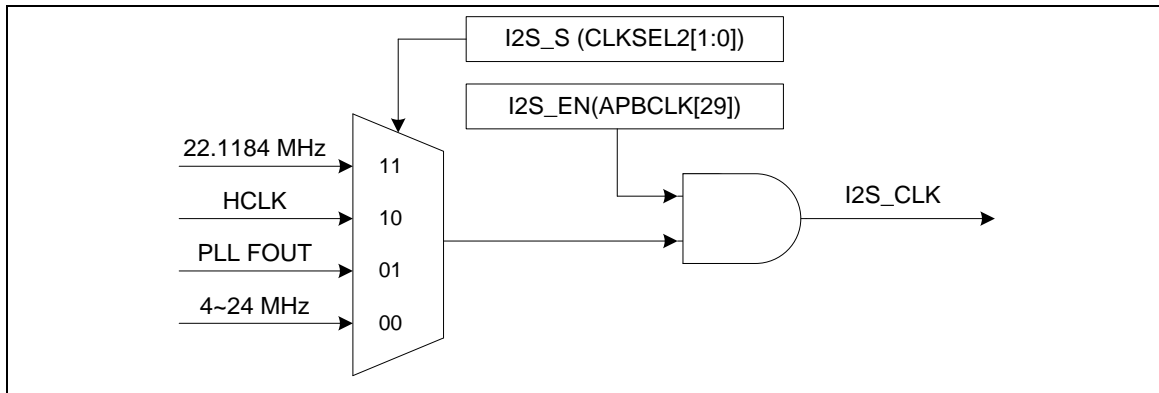 I2S_S (CLKSEL2[1:0])
I2S_EN(APBCLK[29])
22.1184 MHz
11
HCLK
10
PLL FOUT
01
4~24 MHz
00
I2S_CLK